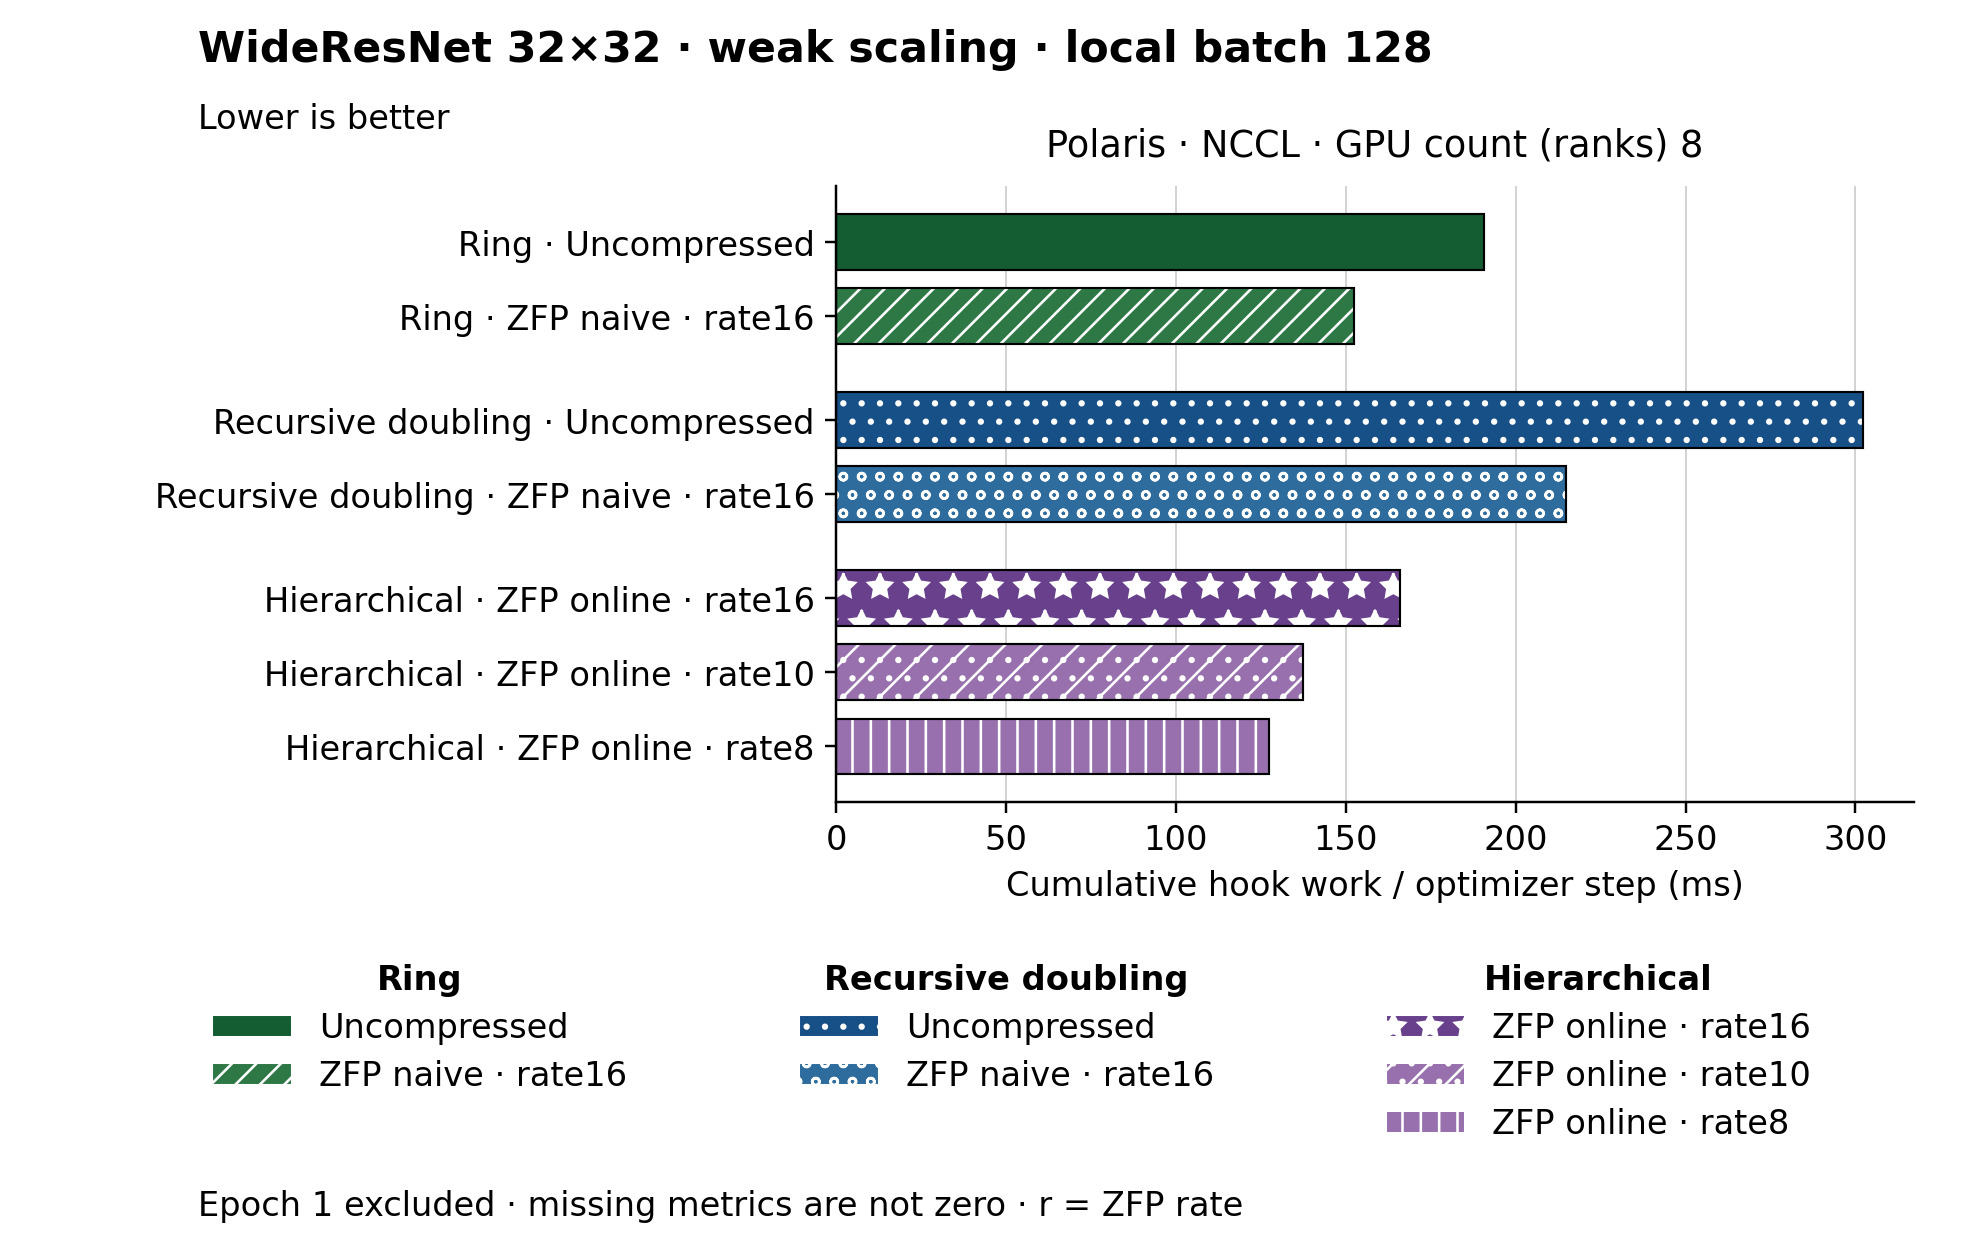 WideResNet 32×32 · weak scaling · local batch 128
Lower is better
Polaris · NCCL · GPU count (ranks) 8
Ring · Uncompressed
Ring · ZFP naive · rate16
Recursive doubling · Uncompressed
Recursive doubling · ZFP naive · rate16
Hierarchical · ZFP online · rate16
Hierarchical · ZFP online · rate10
Hierarchical · ZFP online · rate8
0 50 100 150 200 250 300
Cumulative hook work / optimizer step (ms)
Ring
Uncompressed
ZFP naive · rate16
Recursive doubling
Uncompressed
ZFP naive · rate16
Hierarchical
ZFP online · rate16
ZFP online · rate10
ZFP online · rate8
Epoch 1 excluded · missing metrics are not zero · r = ZFP rate